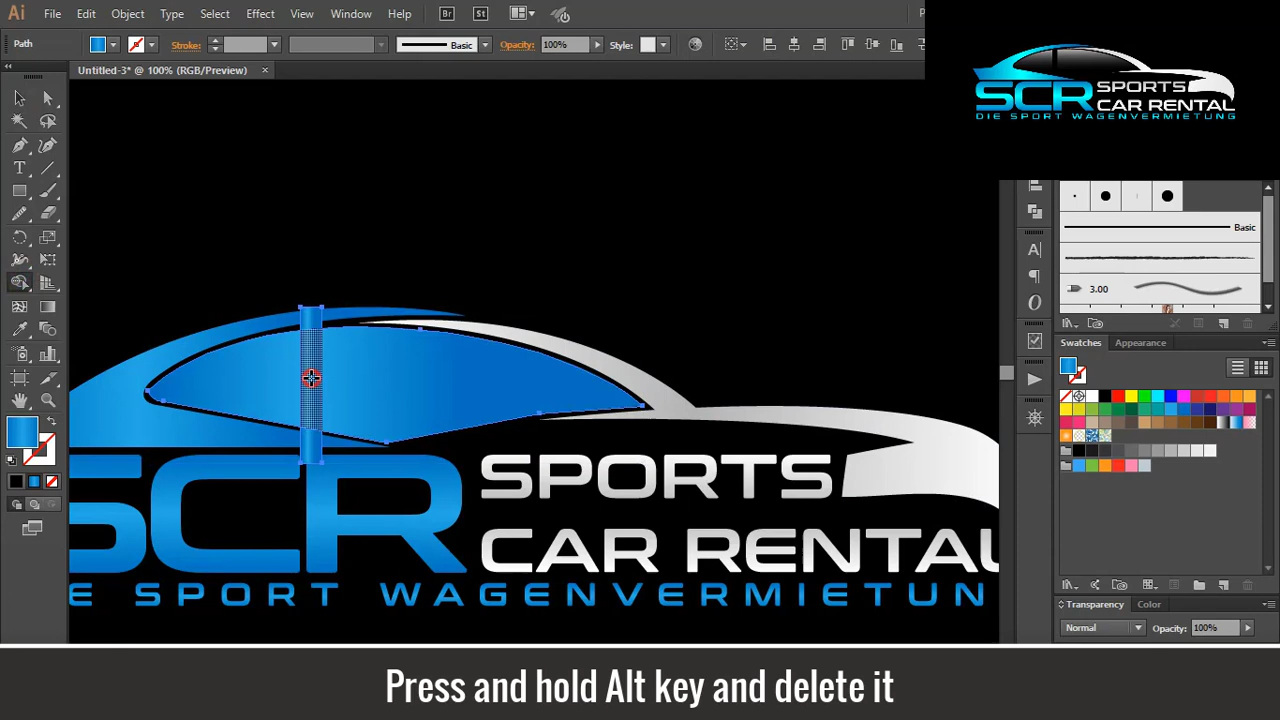 Ai File Edit Object Type Select Effect View Window Help Br St
Path Stroke: Basic Opacity: 100% Style:
Untitled-3* @ 100% (RGB/Preview) ×
SCR SPORTS
CAR RENTAL
DIE SPORT WAGENVERMIETUNG
Basic
3.00
Swatches Appearance
SCR SPORTS
CAR RENTAL
E SPORT WAGENVERMIETUN
Transparency Color
Normal Opacity: 100%
Press and hold Alt key and delete it